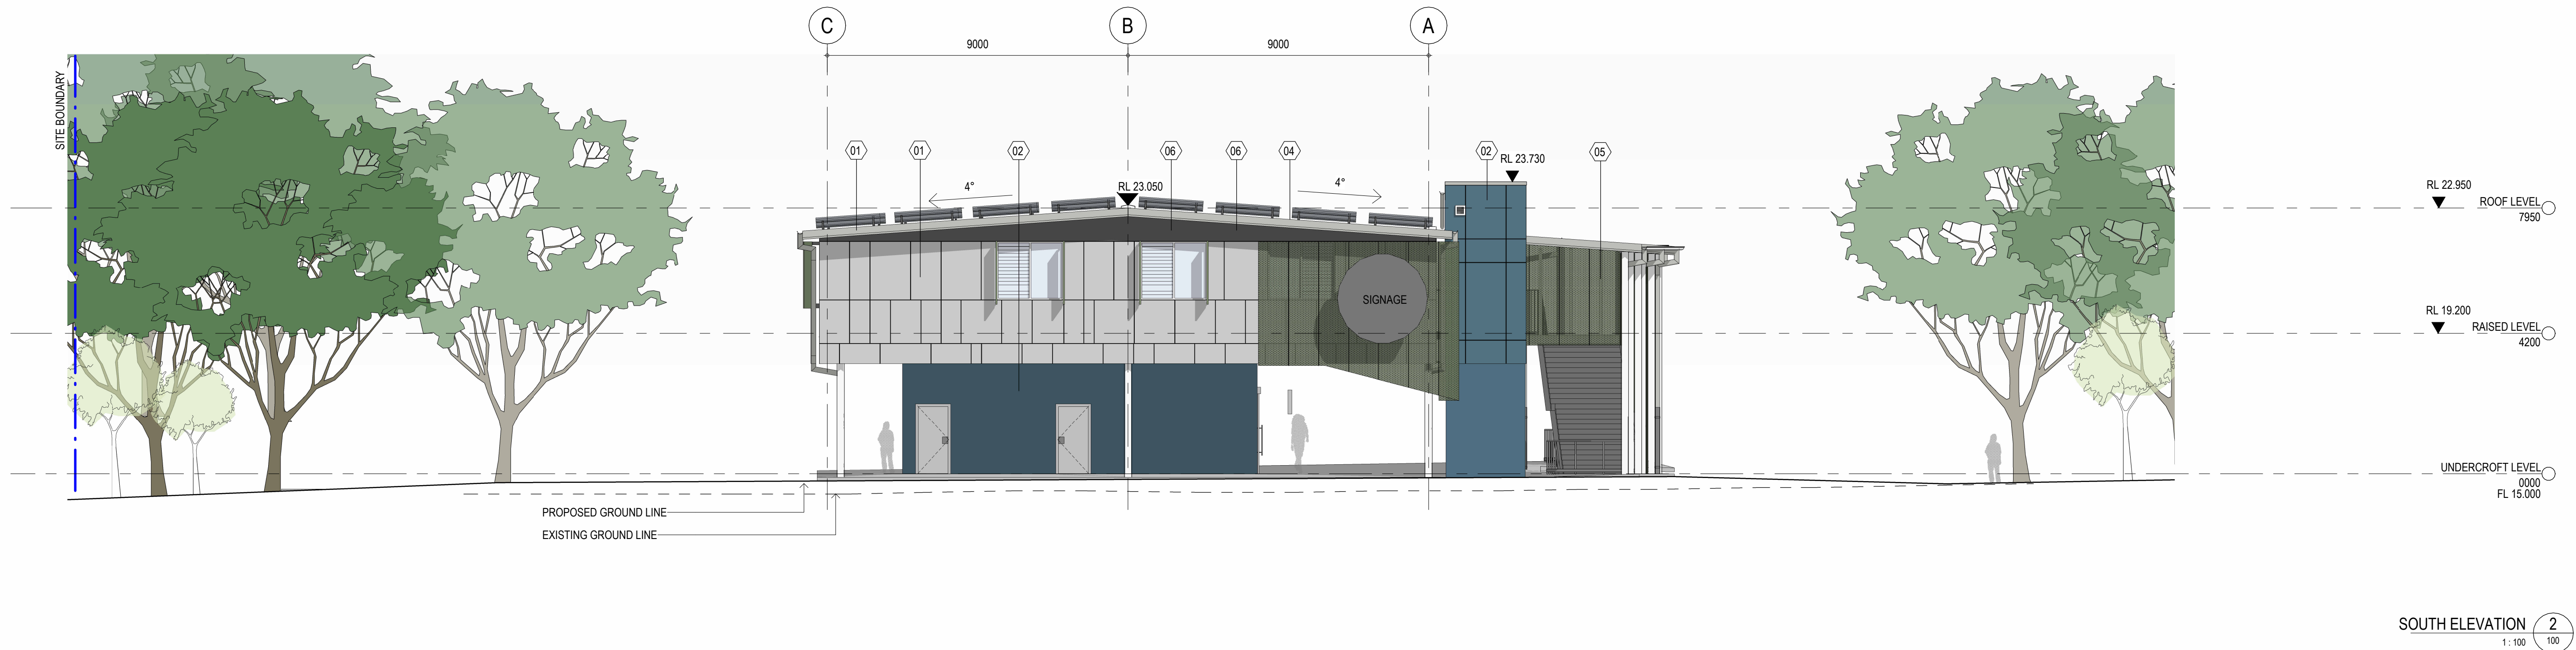 C
B
A
9000
9000
SITE BOUNDARY
01
01
02
06
06
04
02
05
RL 23.730
4°
4°
RL 23.050
RL 22.950
ROOF LEVEL
7950
SIGNAGE
RL 19.200
RAISED LEVEL
4200
UNDERCROFT LEVEL
0000
FL 15.000
PROPOSED GROUND LINE
EXISTING GROUND LINE
SOUTH ELEVATION
1 : 100
2
100